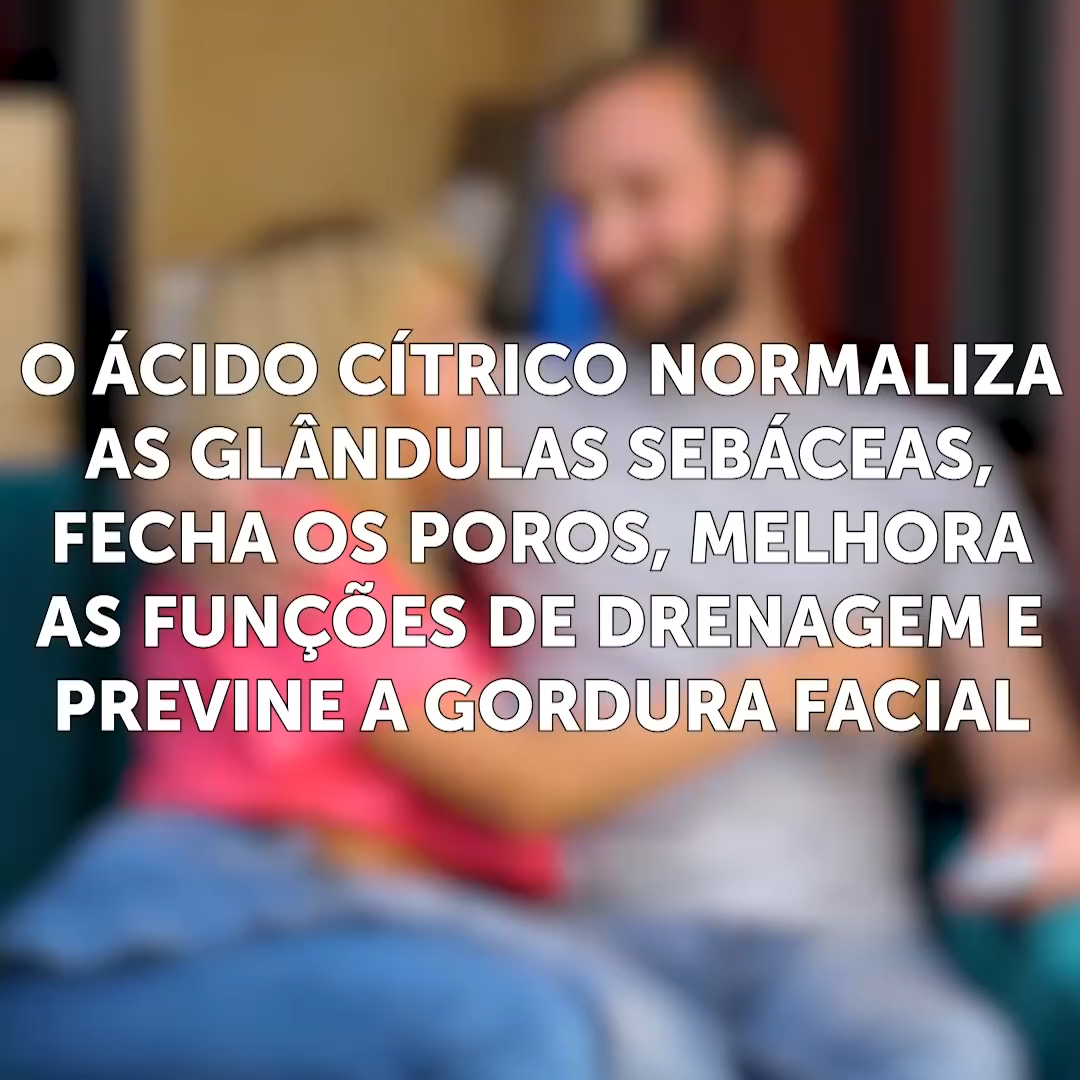 O ÁCIDO CÍTRICO NORMALIZA
AS GLÂNDULAS SEBÁCEAS,
FECHA OS POROS, MELHORA
AS FUNÇÕES DE DRENAGEM E
PREVINE A GORDURA FACIAL